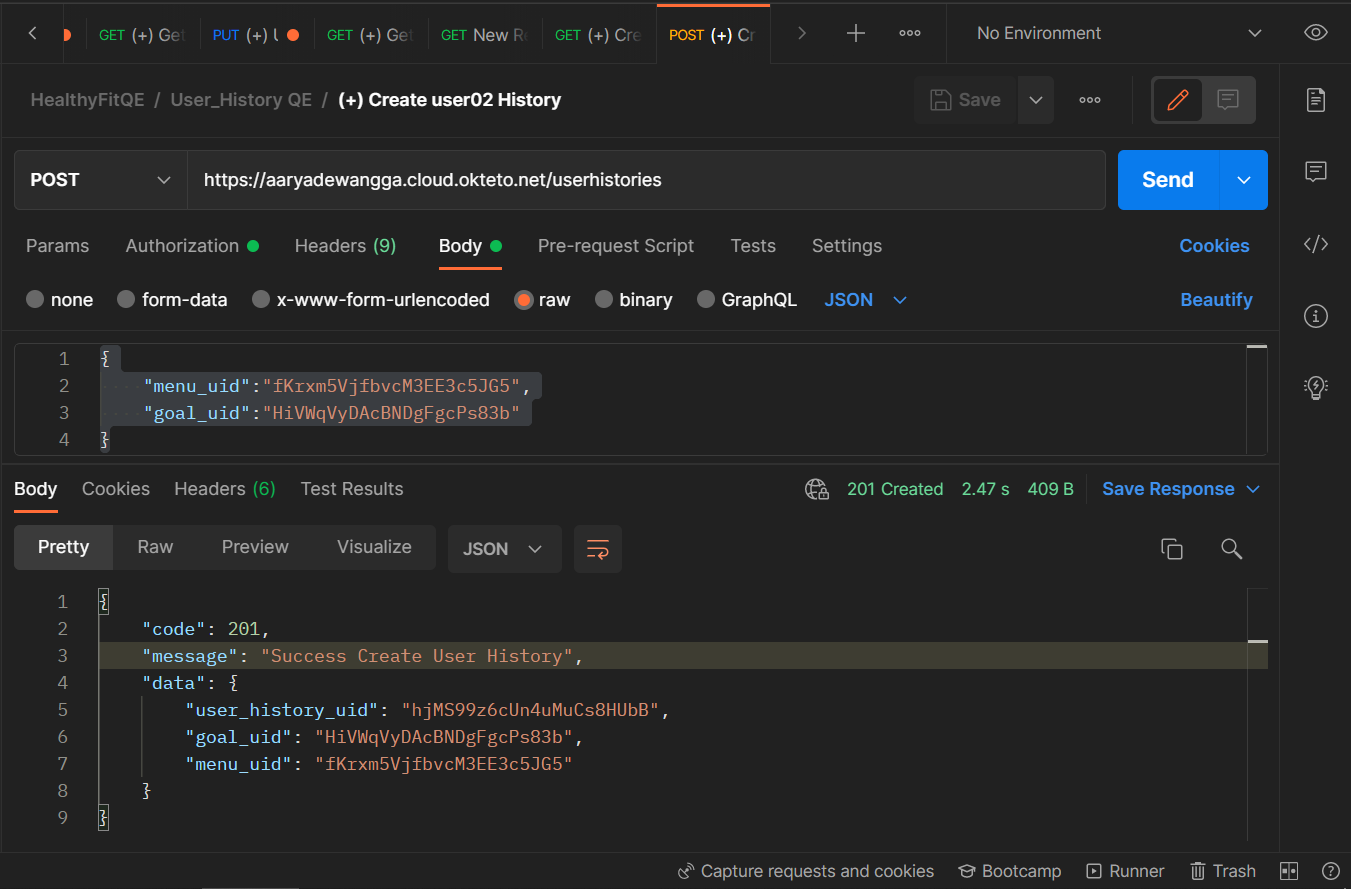 GET (+) Get PUT (+) GET (+) Get GET New Re GET (+) Cre POST (+) Cr No Environment
HealthyFitQE / User_History QE / (+) Create user02 History Save
POST https://aaryadewangga.cloud.okteto.net/userhistories Send
Params Authorization Headers (9) Body Pre-request Script Tests Settings Cookies
none form-data x-www-form-urlencoded raw binary GraphQL JSON Beautify
1 {
2 "menu_uid":"fKrxm5VjfbvcM3EE3c5JG5",
3 "goal_uid":"HiVWqVyDAcBNDgFgcPs83b"
4 }
Body Cookies Headers (6) Test Results 201 Created 2.47 s 409 B Save Response
Pretty Raw Preview Visualize JSON
1 {
2 "code": 201,
3 "message": "Success Create User History",
4 "data": {
5 "user_history_uid": "hjMS99z6cUn4uMuCs8HUbB",
6 "goal_uid": "HiVWqVyDAcBNDgFgcPs83b",
7 "menu_uid": "fKrxm5VjfbvcM3EE3c5JG5"
8 }
9 }
Capture requests and cookies Bootcamp Runner Trash